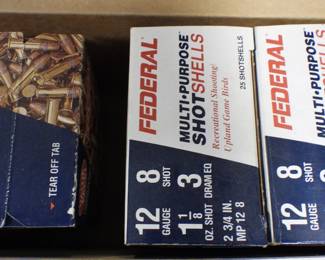 TEAR OFF TAB
FEDERAL
MULTI • PURPOSE
SHOTSHELLS
Recreational Shooting
Upland Game Birds
25 SHOTSHELLS
12 GAUGE
8 SHOT
1 1/8 OZ. SHOT
3 DRAM EQ
2 3/4 IN.
MP 12 8
FEDERAL
MULTI • PURPOSE
SHOTSHELLS
12 GAUGE
8 SHOT